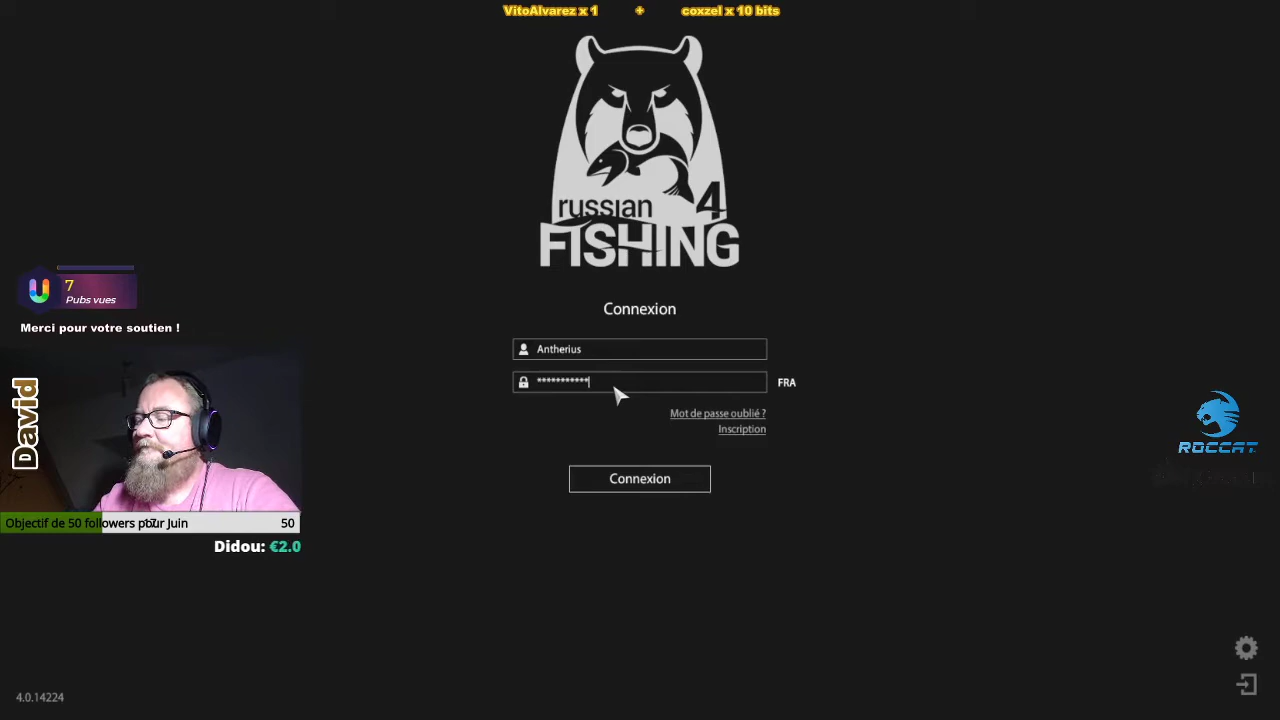 VitoAlvarez x 1 + coxzel x 10 bits
russian 4
FISHING
7
Pubs vues
Merci pour votre soutien !
Connexion
Antherius
***********
FRA
Mot de passe oublié ?
Inscription
Connexion
David
ROCCAT
Objectif de 50 followers pour Juin
17
50
Didou: €2.0
4.0.14224